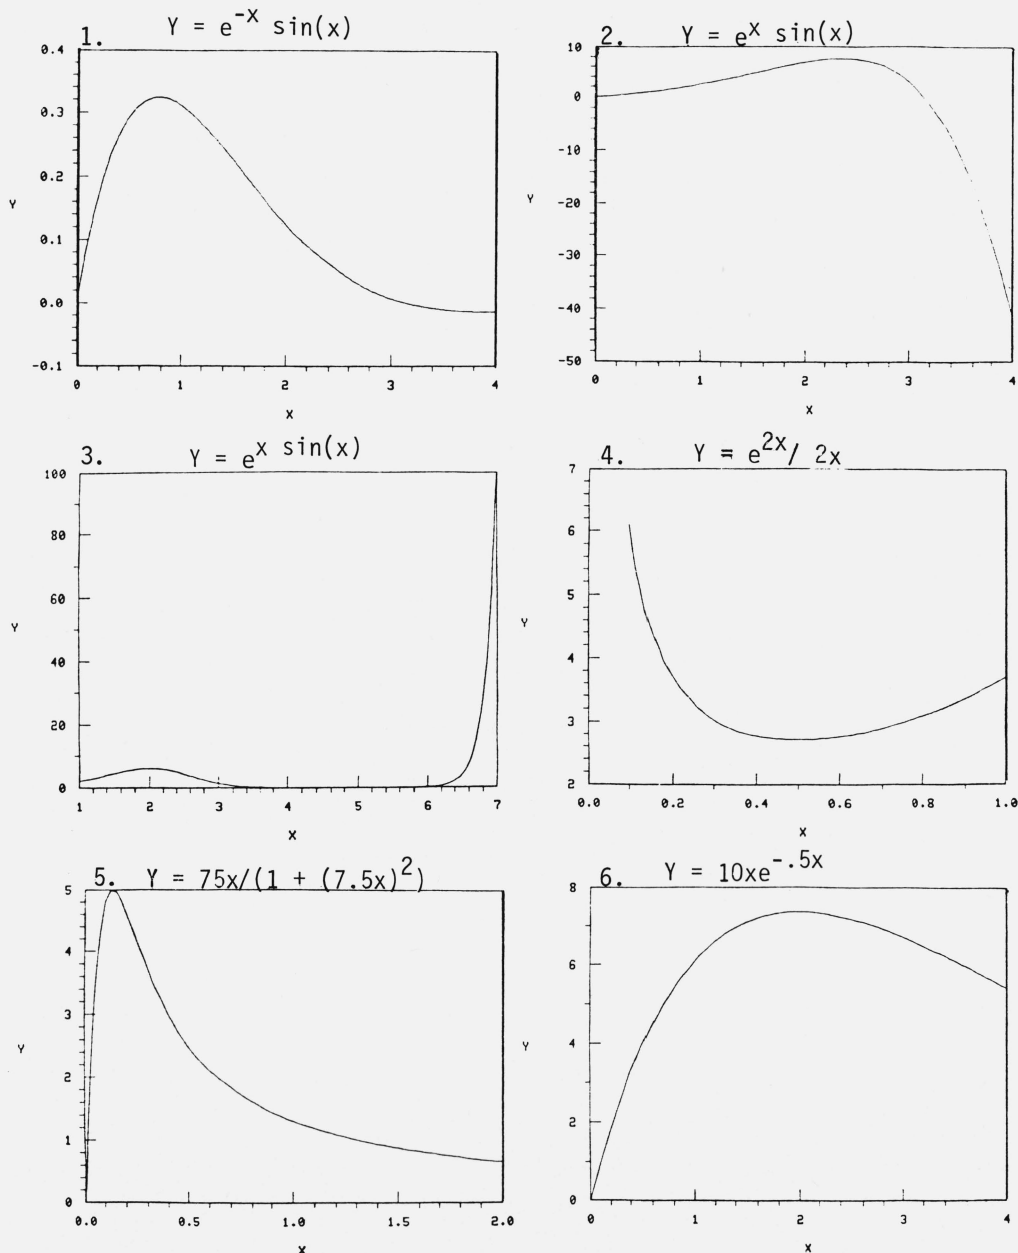 1. Y = e^-x sin(x)
0.4
0.3
0.2
Y
0.1
0.0
-0.1
0 1 2 3 4
X
2. Y = e^x sin(x)
10
0
-10
Y
-20
-30
-40
-50
0 1 2 3 4
X
3. Y = e^x sin(x)
100
80
60
Y
40
20
0
1 2 3 4 5 6 7
X
4. Y = e^2x / 2x
7
6
5
Y
4
3
2
0.0 0.2 0.4 0.6 0.8 1.0
X
5. Y = 75x/(1 + (7.5x)^2)
5
4
3
Y
2
1
0
0.0 0.5 1.0 1.5 2.0
X
6. Y = 10xe^-.5x
8
6
Y
4
2
0
0 1 2 3 4
X